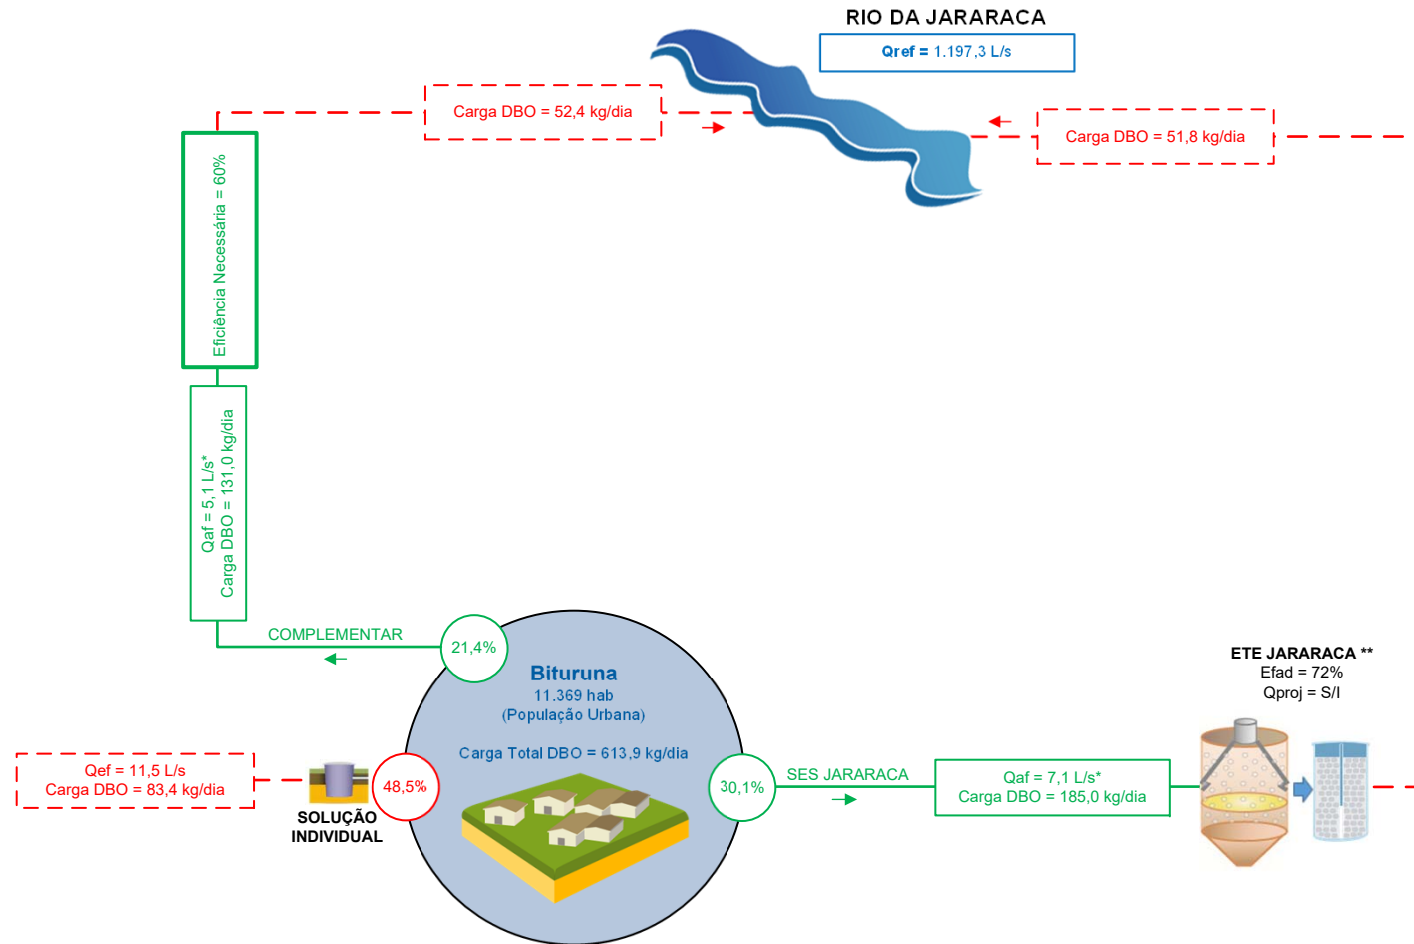 RIO DA JARARACA
Qref = 1.197,3 L/s
Carga DBO = 52,4 kg/dia
Carga DBO = 51,8 kg/dia
Eficiência Necessária = 60%
Qaf = 5,1 L/s*
Carga DBO = 131,0 kg/dia
COMPLEMENTAR
21,4%
Bituruna
11.369 hab
(População Urbana)
Carga Total DBO = 613,9 kg/dia
ETE JARARACA **
Efad = 72%
Qproj = S/I
Qef = 11,5 L/s
Carga DBO = 83,4 kg/dia
SOLUÇÃO
INDIVIDUAL
48,5%
30,1%
SES JARARACA
Qaf = 7,1 L/s*
Carga DBO = 185,0 kg/dia